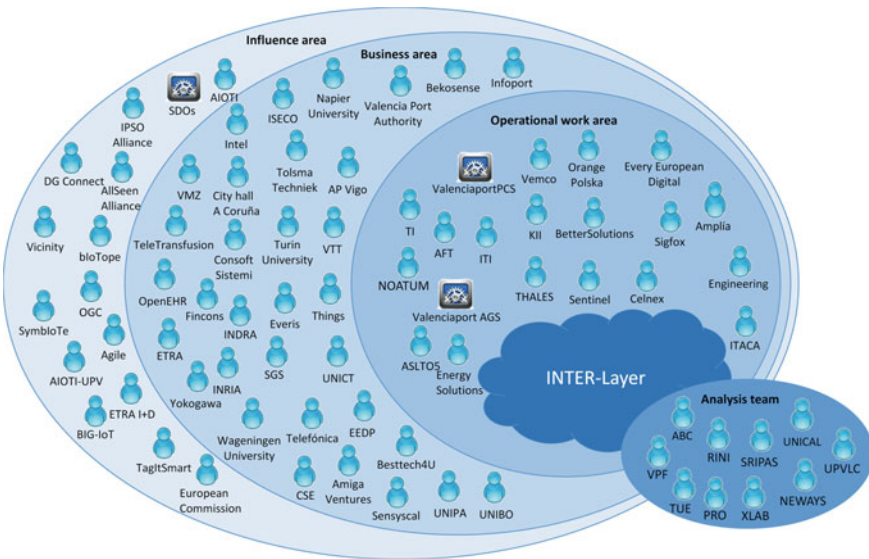 Influence area
Business area
Operational work area
Analysis team
SDOs
AIOTI
IPSO
Alliance
DG Connect
AllSeen
Alliance
Vicinity
bIoTope
OGC
SymbIoTe
Agile
AIOTI-UPV
ETRA I+D
BIG-IoT
TagItSmart
European
Commission
ISECO
Napier
University
Valencia Port
Authority
Bekosense
Infoport
Intel
Tolsma
Techniek
AP Vigo
VMZ
City hall
A Coruña
TeleTransfusion
Consoft
Sistemi
Turin
University
VTT
OpenEHR
Fincons
INDRA
Everis
Things
ETRA
INRIA
SGS
UNICT
Yokogawa
Wageningen
University
Telefónica
EEDP
Besttech4U
CSE
Amiga
Ventures
Sensyscal
UNIPA
UNIBO
ValenciaportPCS
Vemco
Orange
Polska
Every European
Digital
TI
AFT
ITI
KII
BetterSolutions
Sigfox
Amplía
NOATUM
THALES
Sentinel
Celnex
Engineering
Valenciaport AGS
ITACA
ASLTO5
Energy
Solutions
INTER-Layer
ABC
RINI
SRIPAS
UNICAL
UPVLC
VPF
TUE
PRO
XLAB
NEWAYS